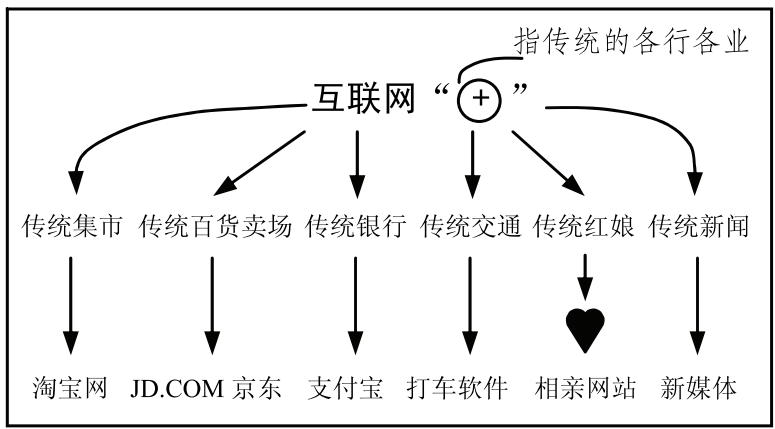 指传统的各行各业
互联网“+”
传统集市 传统百货卖场 传统银行 传统交通 传统红娘 传统新闻
淘宝网 JD.COM 京东 支付宝 打车软件 相亲网站 新媒体